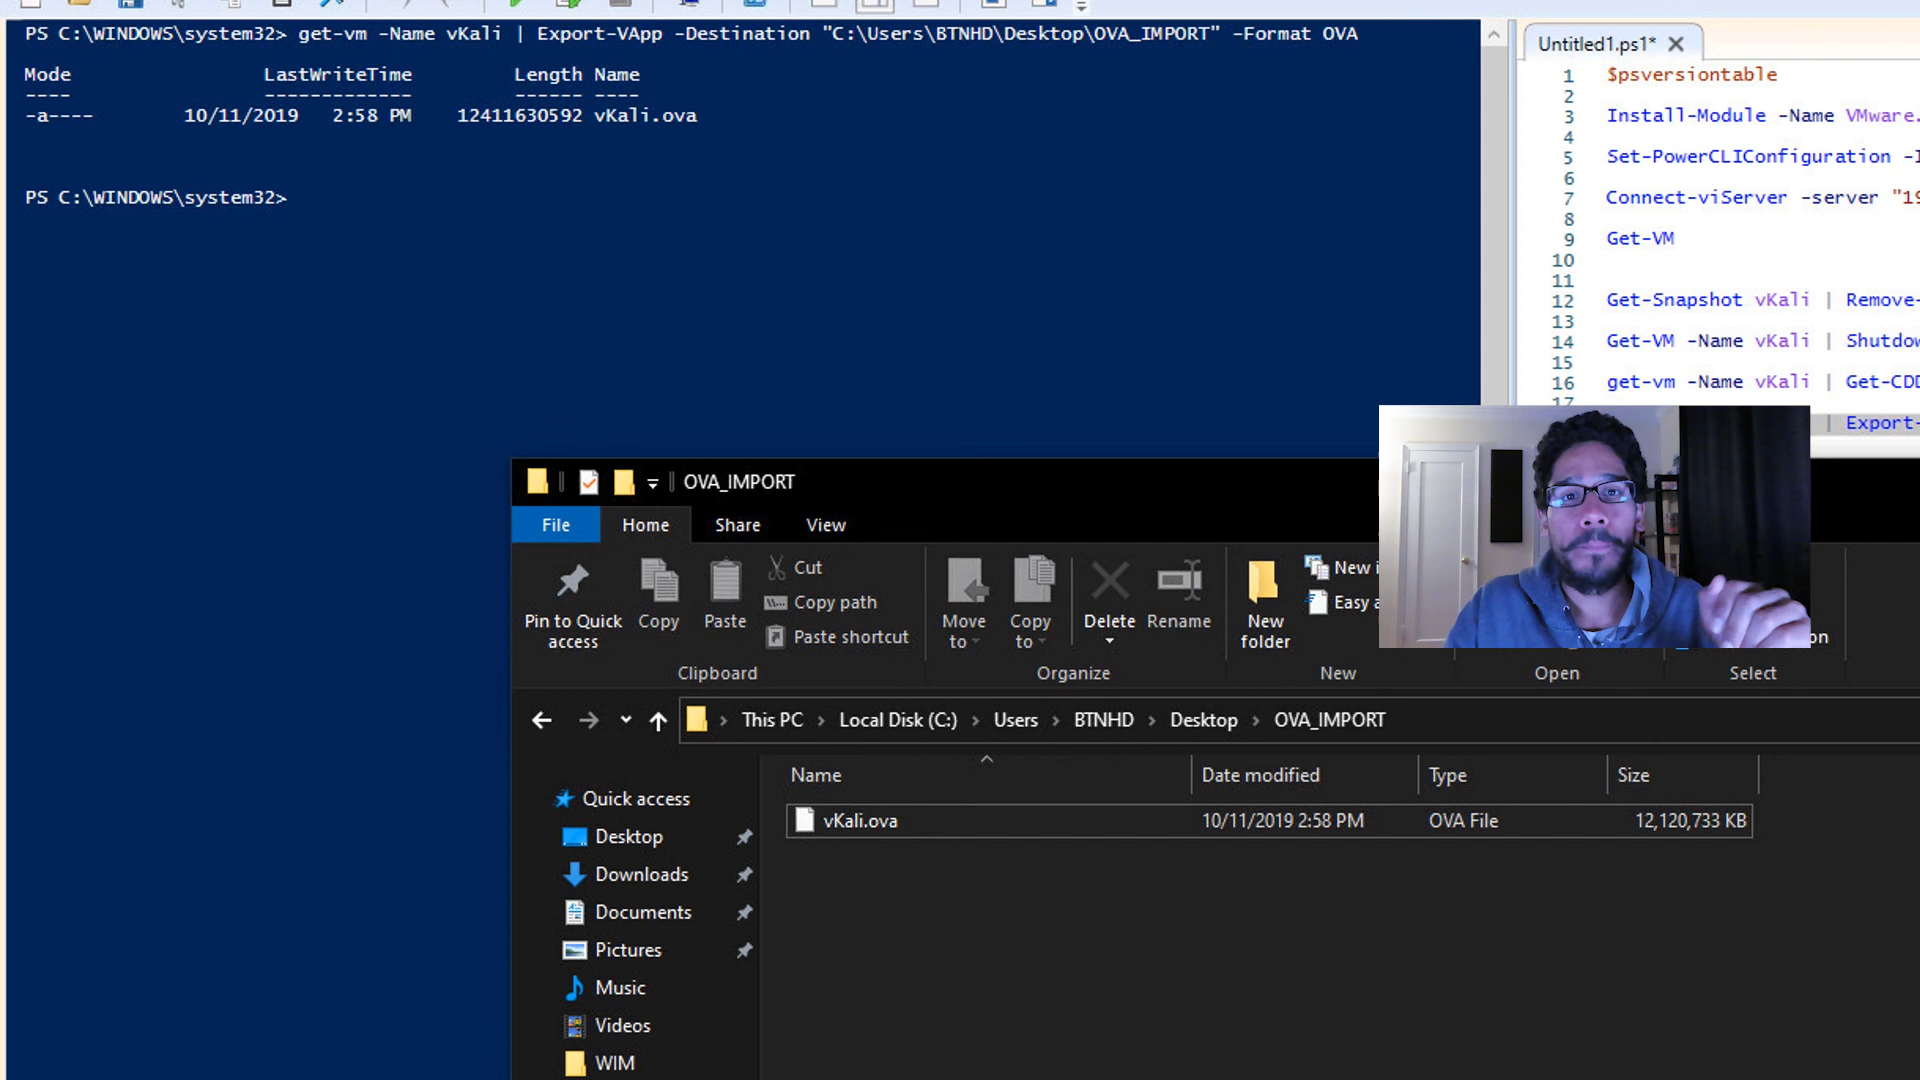 PS C:\WINDOWS\system32> get-vm -Name vKali | Export-VApp -Destination "C:\Users\BTNHD\Desktop\OVA_IMPORT" -Format OVA
Mode LastWriteTime Length Name
---- ------------- ------ ----
-a---- 10/11/2019 2:58 PM 12411630592 vKali.ova
PS C:\WINDOWS\system32>
Untitled1.ps1*
1 $psversiontable
2
3 Install-Module -Name VMware.
4
5 Set-PowerCLIConfiguration -I
6
7 Connect-viServer -server "19
8
9 Get-VM
10
11
12 Get-Snapshot vKali | Remove-
13
14 Get-VM -Name vKali | Shutdow
15
16 get-vm -Name vKali | Get-CDD
17
| Export-
OVA_IMPORT
File Home Share View
Pin to Quick access
Copy
Paste
Cut
Copy path
Paste shortcut
Clipboard
Move to
Copy to
Delete
Rename
Organize
New folder
New i
Easy a
New
Open
on
Select
This PC > Local Disk (C:) > Users > BTNHD > Desktop > OVA_IMPORT
Name Date modified Type Size
vKali.ova 10/11/2019 2:58 PM OVA File 12,120,733 KB
Quick access
Desktop
Downloads
Documents
Pictures
Music
Videos
WIM